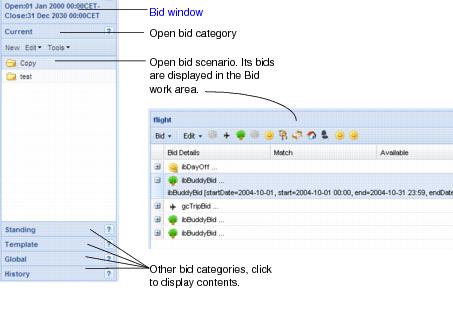 Open:01 Jan 2000 00:00CET-
Close:31 Dec 2030 00:00CET
Bid window
Current ?
Open bid category
New Edit Tools
Copy
test
Open bid scenario. Its bids
are displayed in the Bid
work area.
flight
Bid Edit
Bid Details Match Available
ibDayOff ...
ibBuddyBid ...
ibBuddyBid [startDate=2004-10-01, start=2004-10-01 00:00, end=2004-10-31 23:59, endDate
gcTripBid ...
ibBuddyBid ...
ibBuddyBid ...
Standing ?
Template ?
Global ?
History ?
Other bid categories, click
to display contents.